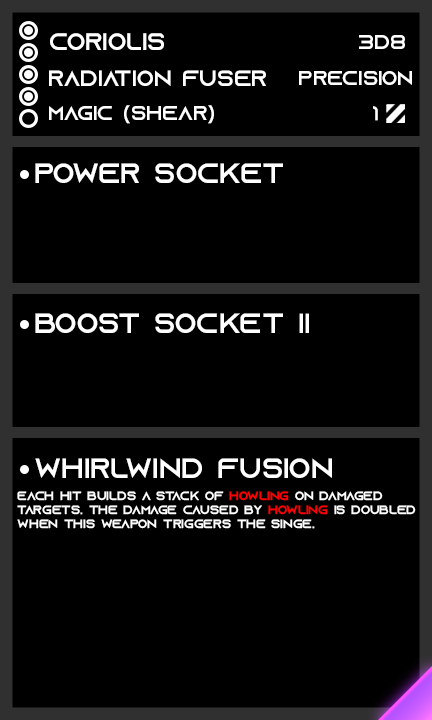 CORIOLIS 3D8
RADIATION FUSER PRECISION
MAGIC (SHEAR) 1
•POWER SOCKET
•BOOST SOCKET II
•WHIRLWIND FUSION
EACH HIT BUILDS A STACK OF HOWLING ON DAMAGED
TARGETS. THE DAMAGE CAUSED BY HOWLING IS DOUBLED
WHEN THIS WEAPON TRIGGERS THE SINGE.